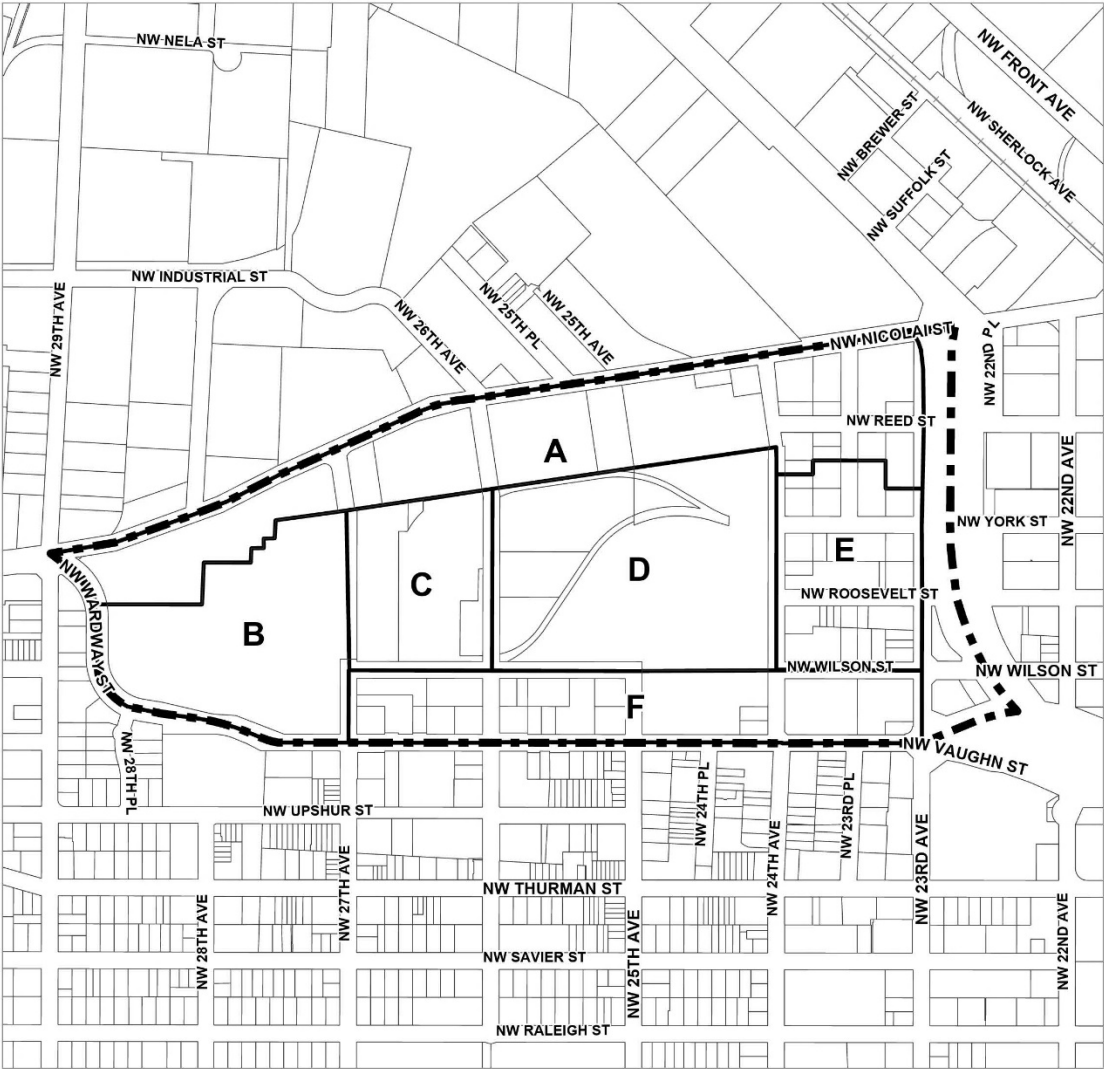 NW NELA ST
NW FRONT AVE
NW BREWER ST
NW SHERLOCK AVE
NW SUFFOLK ST
NW INDUSTRIAL ST
NW 29TH AVE
NW 26TH AVE
NW 25TH PL
NW 25TH AVE
NW NICOLAI ST
NW 22ND PL
NW REED ST
A
NW 22ND AVE
NW YORK ST
E
C
D
NW ROOSEVELT ST
B
NW WARDWAY ST
NW WILSON ST
NW WILSON ST
F
NW VAUGHN ST
NW 28TH PL
NW 24TH PL
NW 23RD PL
NW UPSHUR ST
NW 27TH AVE
NW 24TH AVE
NW 23RD AVE
NW THURMAN ST
NW 28TH AVE
NW 25TH AVE
NW 22ND AVE
NW SAVIER ST
NW RALEIGH ST